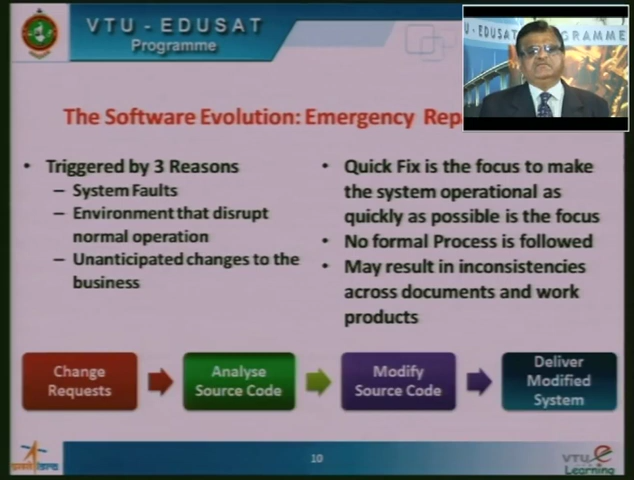 VTU - EDUSAT
Programme
U - EDUSAT
The Software Evolution: Emergency Rep
• Triggered by 3 Reasons
– System Faults
– Environment that disrupt
normal operation
– Unanticipated changes to the
business
• Quick Fix is the focus to make
the system operational as
quickly as possible is the focus
• No formal Process is followed
• May result in inconsistencies
across documents and work
products
Change
Requests
Analyse
Source Code
Modify
Source Code
Deliver
Modified
System
10
isro
VTU e
Learning